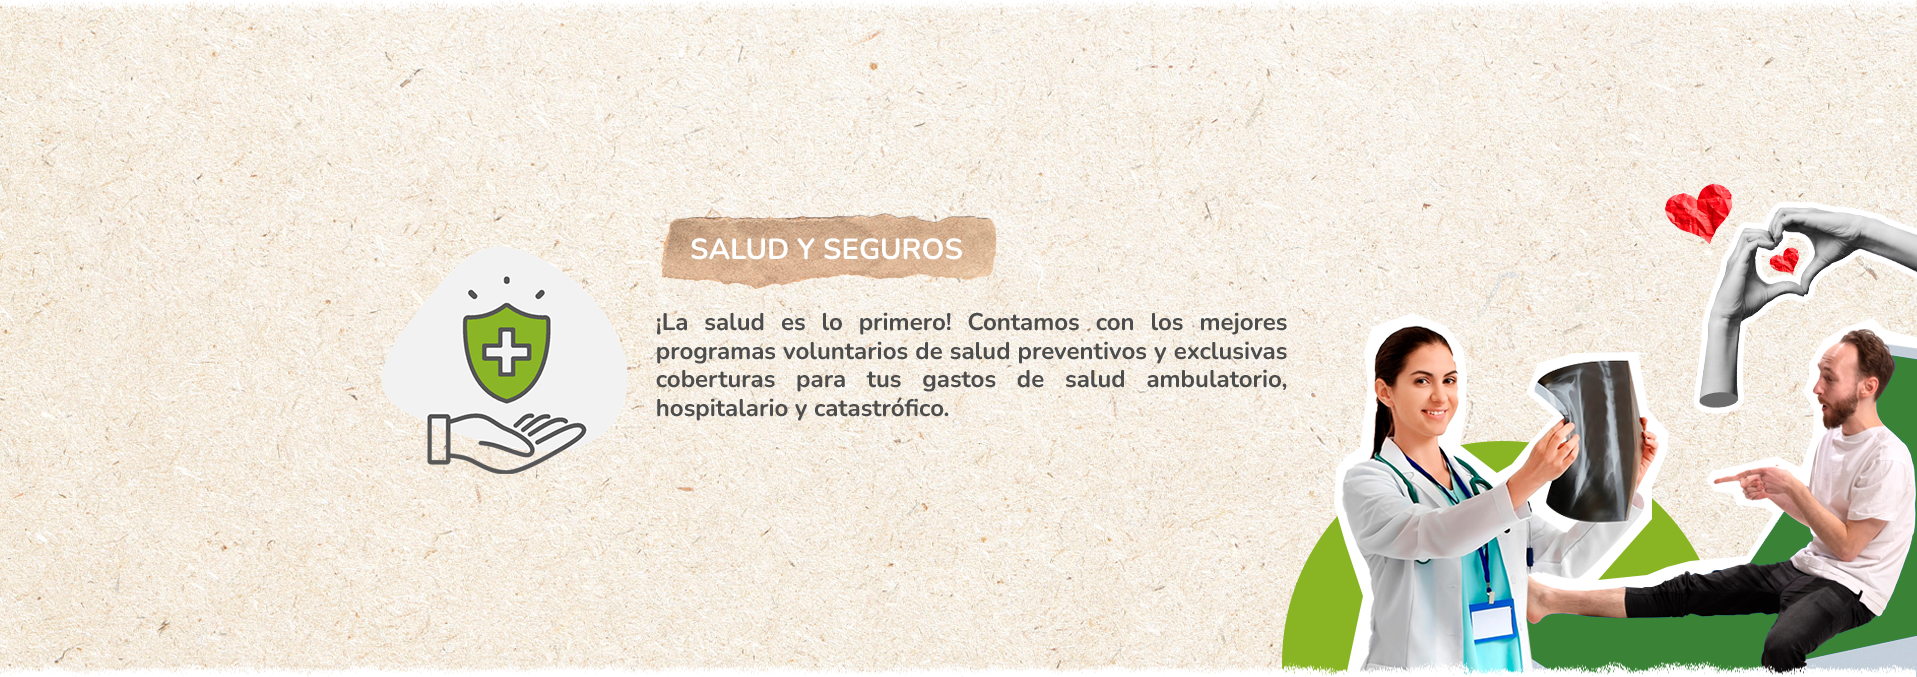 SALUD Y SEGUROS
¡La salud es lo primero! Contamos con los mejores
programas voluntarios de salud preventivos y exclusivas
coberturas para tus gastos de salud ambulatorio,
hospitalario y catastrófico.